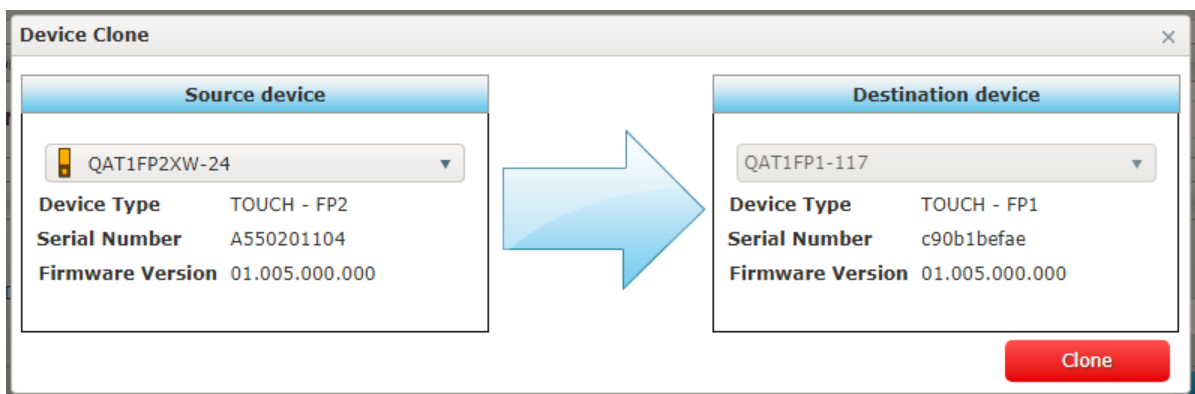 Device Clone
Source device
QAT1FP2XW-24
Device Type TOUCH - FP2
Serial Number A550201104
Firmware Version 01.005.000.000
Destination device
QAT1FP1-117
Device Type TOUCH - FP1
Serial Number c90b1befae
Firmware Version 01.005.000.000
Clone